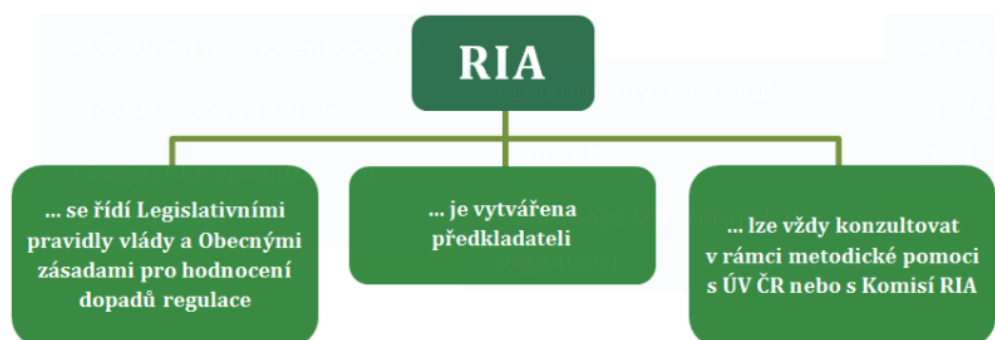 RIA
... se řídí Legislativními
pravidly vlády a Obecnými
zásadami pro hodnocení
dopadů regulace
... je vytvářena
předkladateli
... lze vždy konzultovat
v rámci metodické pomoci
s ÚV ČR nebo s Komisí RIA